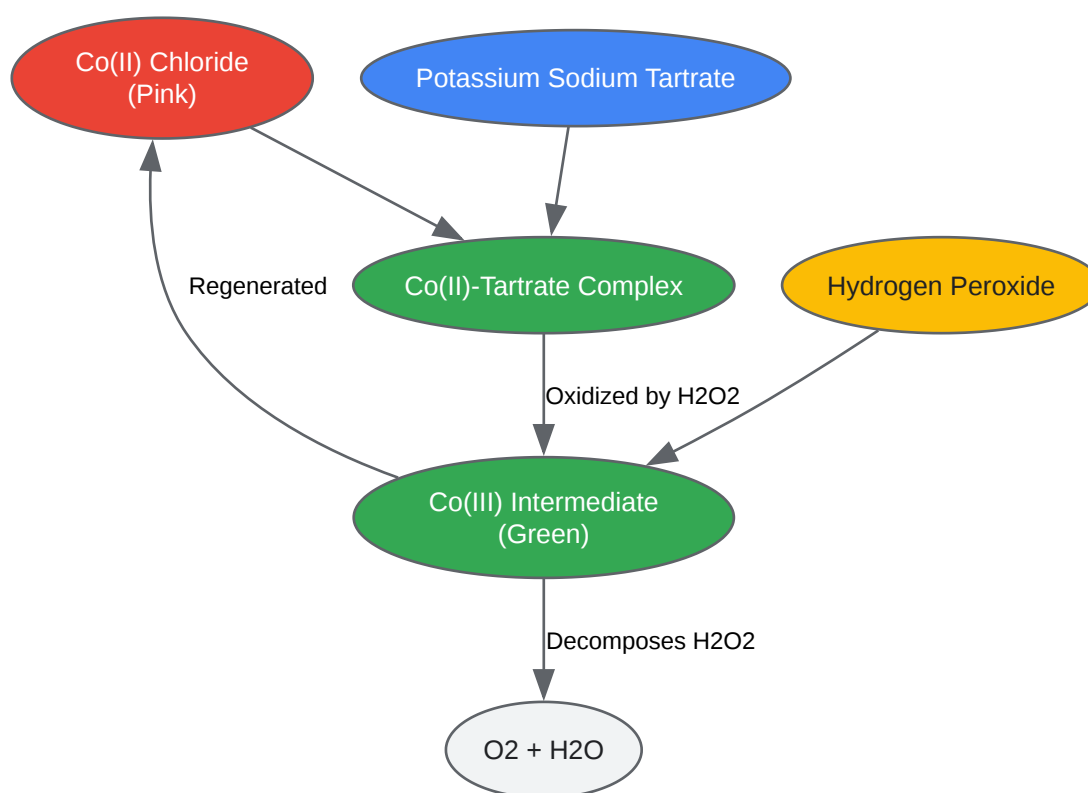 Co(II) Chloride
(Pink)
Potassium Sodium Tartrate
Regenerated
Co(II)-Tartrate Complex
Hydrogen Peroxide
Oxidized by H2O2
Co(III) Intermediate
(Green)
Decomposes H2O2
O2 + H2O